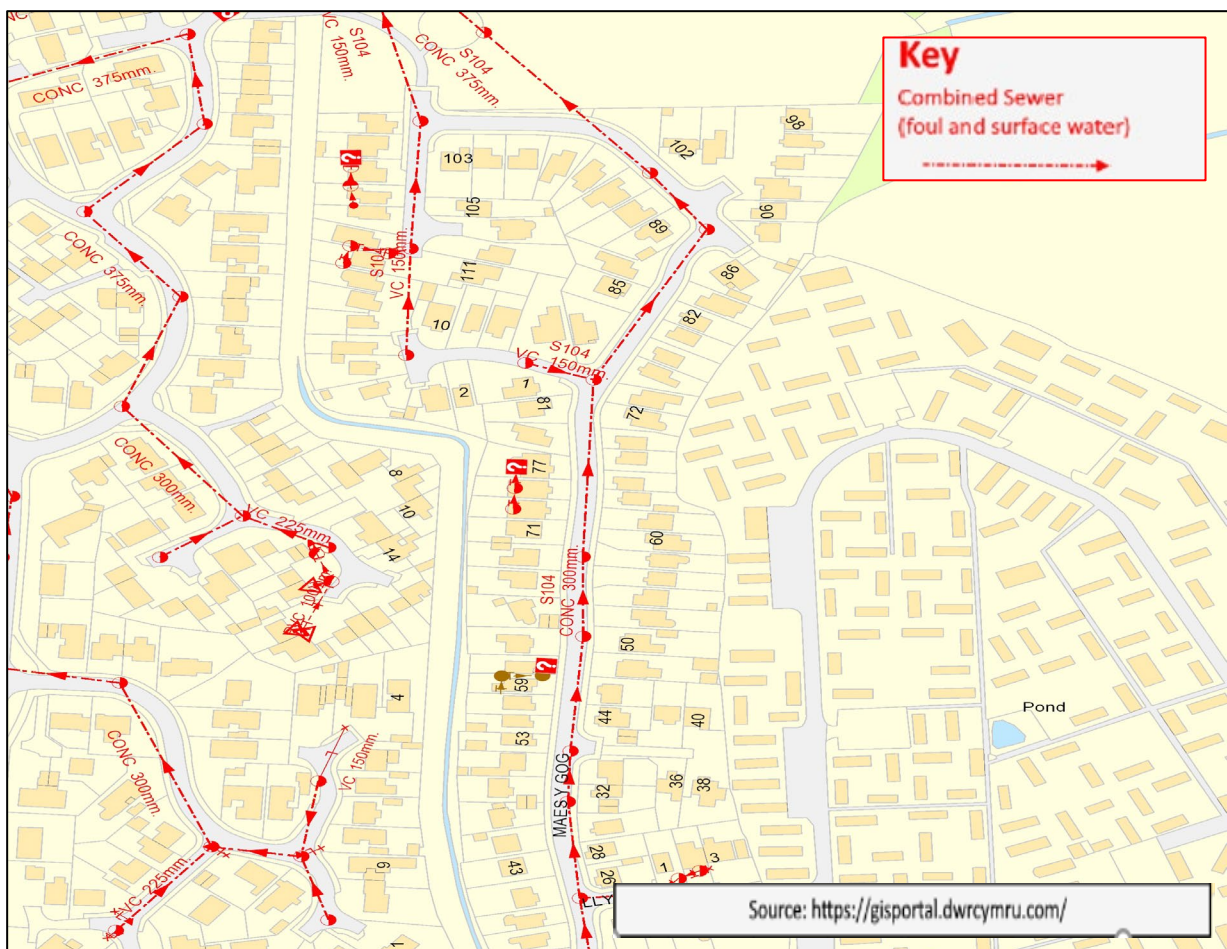 Key
Combined Sewer
(foul and surface water)
S104
VC 150mm.
S104
CONC 375mm.
CONC 375mm.
98
102
103
105
90
89
CONC 375mm.
S104
VC 150mm.
111
86
85
82
10
S104
VC 150mm.
2
1
81
72
CONC 300mm.
8
77
10
VC 225mm.
71
14
60
S104
CONC 300mm.
50
59
4
44
40
53
Pond
CONC 300mm.
VC 150mm.
MAES Y GOG
36
38
32
9
43
28
26
1
3
VC 225mm.
1
Source: https://gisportal.dwrcymru.com/